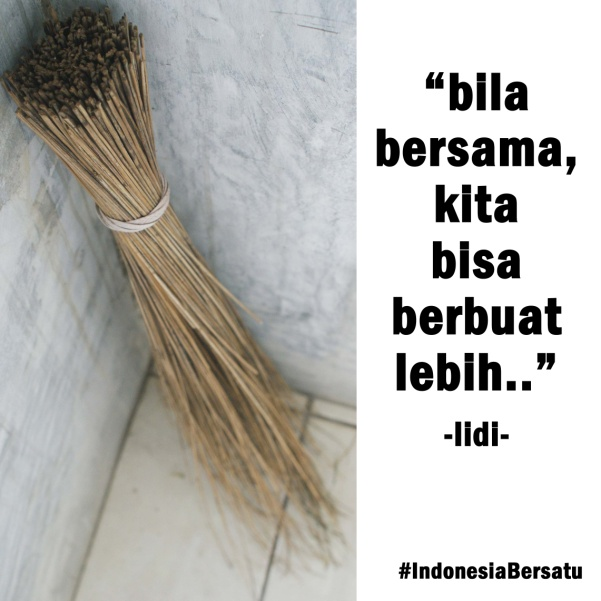 “bila
bersama,
kita
bisa
berbuat
lebih..”
-lidi-
#IndonesiaBersatu